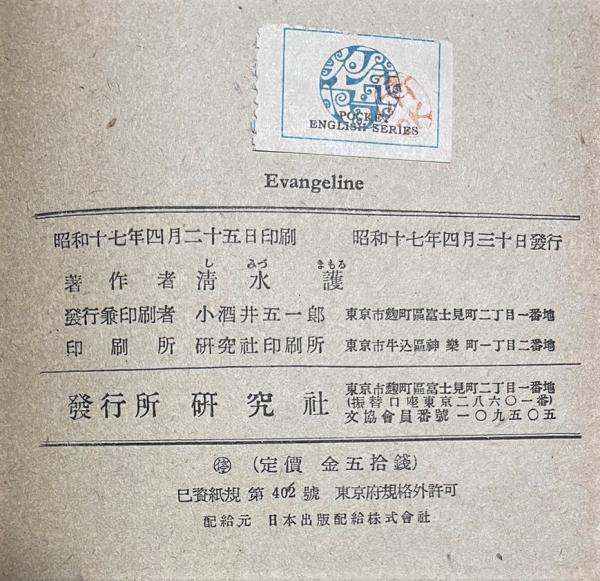 POCKET
ENGLISH SERIES
Evangeline
昭和十七年四月二十五日印刷 昭和十七年四月三十日發行
し みづ まもる
著作者 淸水護
發行兼印刷者 小酒井五一郎 東京市麴町區富士見町二丁目一番地
印刷所 硏究社印刷所 東京市牛込區神樂町一丁目二番地
發行所 硏究社
東京市麴町區富士見町二丁目一番地
(振替口座東京二八六〇一番)
文協會員番號一〇九五〇五
㊡ (定價 金五拾錢)
巳資紙規 第402號 東京府規格外許可
配給元 日本出版配給株式會社